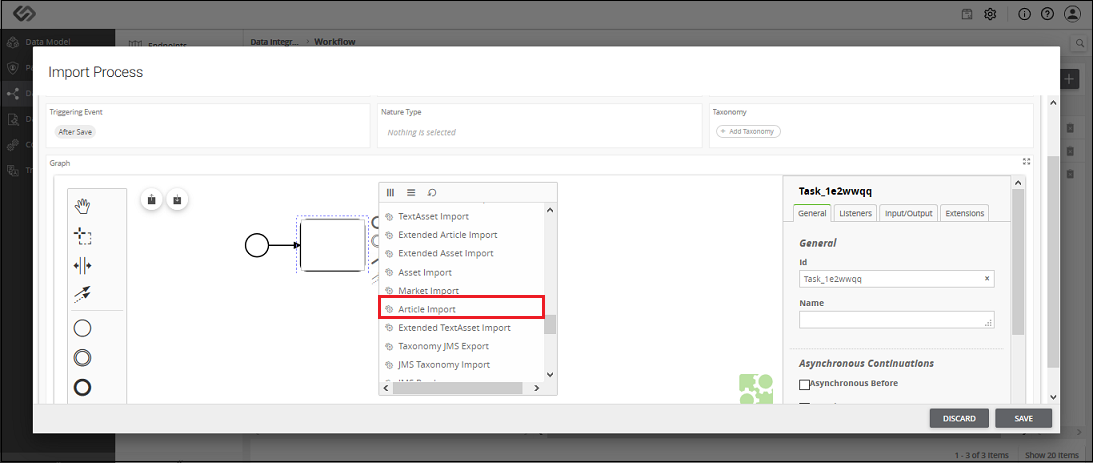 Data Model
Endpoints
Data Integr... › Workflow
Import Process
Triggering Event
Nature Type
Taxonomy
After Save
Nothing is selected
+ Add Taxonomy
Graph
TextAsset Import
Extended Article Import
Extended Asset Import
Asset Import
Market Import
Article Import
Extended TextAsset Import
Taxonomy JMS Export
JMS Taxonomy Import
Task_1e2wwqq
General
Listeners
Input/Output
Extensions
General
Id
Task_1e2wwqq
×
Name
Asynchronous Continuations
Asynchronous Before
DISCARD
SAVE
1 - 3 of 3 Items
Show 20 Items